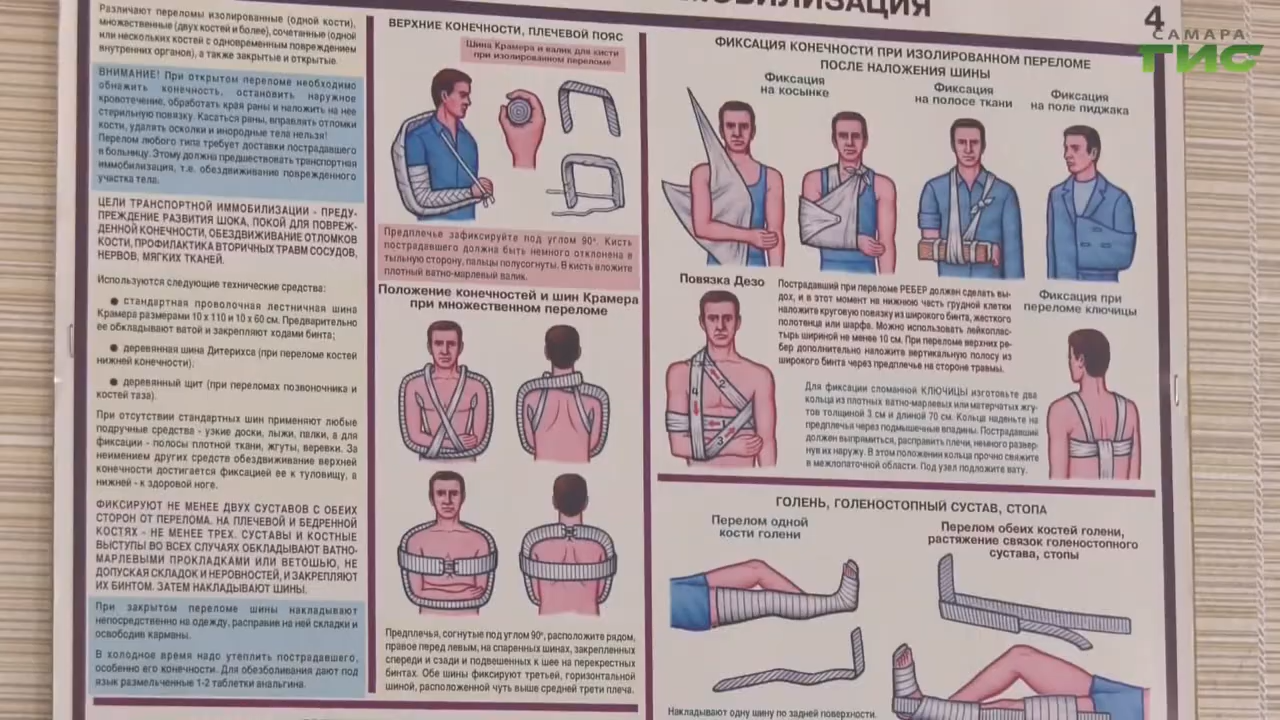 БИЛИЗАЦИЯ
4
САМАРА
ТИС
Различают переломы изолированные (одной кости),
множественные (двух костей и более), сочетанные (одной
или нескольких костей с одновременным повреждением
внутренних органов), а также закрытые и открытые.
ВНИМАНИЕ! При открытом переломе необходимо
обнажить конечность, остановить наружное
кровотечение, обработать края раны и наложить на нее
стерильную повязку. Касаться раны, вправлять отломки
кости, удалять осколки и инородные тела нельзя!
Перелом любого типа требует доставки пострадавшего
в больницу. Этому должна предшествовать транспортная
иммобилизация, т.е. обездвиживание поврежденного
участка тела.
ЦЕЛИ ТРАНСПОРТНОЙ ИММОБИЛИЗАЦИИ - ПРЕДУ-
ПРЕЖДЕНИЕ РАЗВИТИЯ ШОКА, ПОКОЙ ДЛЯ ПОВРЕЖ-
ДЕННОЙ КОНЕЧНОСТИ, ОБЕЗДВИЖИВАНИЕ ОТЛОМКОВ
КОСТИ, ПРОФИЛАКТИКА ВТОРИЧНЫХ ТРАВМ СОСУДОВ,
НЕРВОВ, МЯГКИХ ТКАНЕЙ.
Используются следующие технические средства:
● стандартная проволочная лестничная шина
Крамера размерами 10 х 110 и 10 х 60 см. Предварительно
ее обкладывают ватой и закрепляют ходами бинта;
● деревянная шина Дитерихса (при переломе костей
нижней конечности);
● деревянный щит (при переломах позвоночника и
костей таза).
При отсутствии стандартных шин применяют любые
подручные средства - узкие доски, лыжи, палки, а для
фиксации - полосы плотной ткани, жгуты, веревки. За
неимением других средств обездвиживание верхней
конечности достигается фиксацией ее к туловищу, а
нижней - к здоровой ноге.
ФИКСИРУЮТ НЕ МЕНЕЕ ДВУХ СУСТАВОВ С ОБЕИХ
СТОРОН ОТ ПЕРЕЛОМА. НА ПЛЕЧЕВОЙ И БЕДРЕННОЙ
КОСТЯХ - НЕ МЕНЕЕ ТРЕХ. СУСТАВЫ И КОСТНЫЕ
ВЫСТУПЫ ВО ВСЕХ СЛУЧАЯХ ОБКЛАДЫВАЮТ ВАТНО-
МАРЛЕВЫМИ ПРОКЛАДКАМИ ИЛИ ВЕТОШЬЮ, НЕ
ДОПУСКАЯ СКЛАДОК И НЕРОВНОСТЕЙ, И ЗАКРЕПЛЯЮТ
ИХ БИНТОМ. ЗАТЕМ НАКЛАДЫВАЮТ ШИНЫ.
При закрытом переломе шины накладывают
непосредственно на одежду, расправив на ней складки и
освободив карманы.
В холодное время надо утеплить пострадавшего,
особенно его конечности. Для обезболивания дают под
язык размельченные 1-2 таблетки анальгина.
ВЕРХНИЕ КОНЕЧНОСТИ, ПЛЕЧЕВОЙ ПОЯС
Шина Крамера и валик для кисти
при изолированном переломе
Предплечье зафиксируйте под углом 90°. Кисть
пострадавшего должна быть немного отклонена в
тыльную сторону, пальцы полусогнуты. В кисть вложите
плотный ватно-марлевый валик.
Положение конечностей и шин Крамера
при множественном переломе
Предплечья, согнутые под углом 90°, расположите рядом,
правое перед левым, на спаренных шинах, закрепленных
спереди и сзади и подвешенных к шее на перекрестных
бинтах. Обе шины фиксируют третьей, горизонтальной
шиной, расположенной чуть выше средней трети плеча.
ФИКСАЦИЯ КОНЕЧНОСТИ ПРИ ИЗОЛИРОВАННОМ ПЕРЕЛОМЕ
ПОСЛЕ НАЛОЖЕНИЯ ШИНЫ
Фиксация
на косынке
Фиксация
на полосе ткани
Фиксация
на поле пиджака
Повязка Дезо
2
4
1
3
Пострадавший при переломе РЕБЕР должен сделать вы-
дох, и в этот момент на нижнюю часть грудной клетки
наложите круговую повязку из широкого бинта, жесткого
полотенца или шарфа. Можно использовать лейкоплас-
тырь шириной не менее 10 см. При переломе верхних ре-
бер дополнительно наложите вертикальную полосу из
широкого бинта через предплечье на стороне травмы.
Фиксация при
переломе ключицы
Для фиксации сломанной КЛЮЧИЦЫ изготовьте два
кольца из плотных ватно-марлевых или матерчатых жгу-
тов толщиной 3 см и длиной 70 см. Кольца наденьте на
предплечья через подмышечные впадины. Пострадавший
должен выпрямиться, расправить плечи, немного развер-
нув их наружу. В этом положении кольца прочно свяжите
в межлопаточной области. Под узел подложите вату.
ГОЛЕНЬ, ГОЛЕНОСТОПНЫЙ СУСТАВ, СТОПА
Перелом одной
кости голени
Перелом обеих костей голени,
растяжение связок голеностопного
сустава, стопы
Накладывают одну шину по задней поверхности.